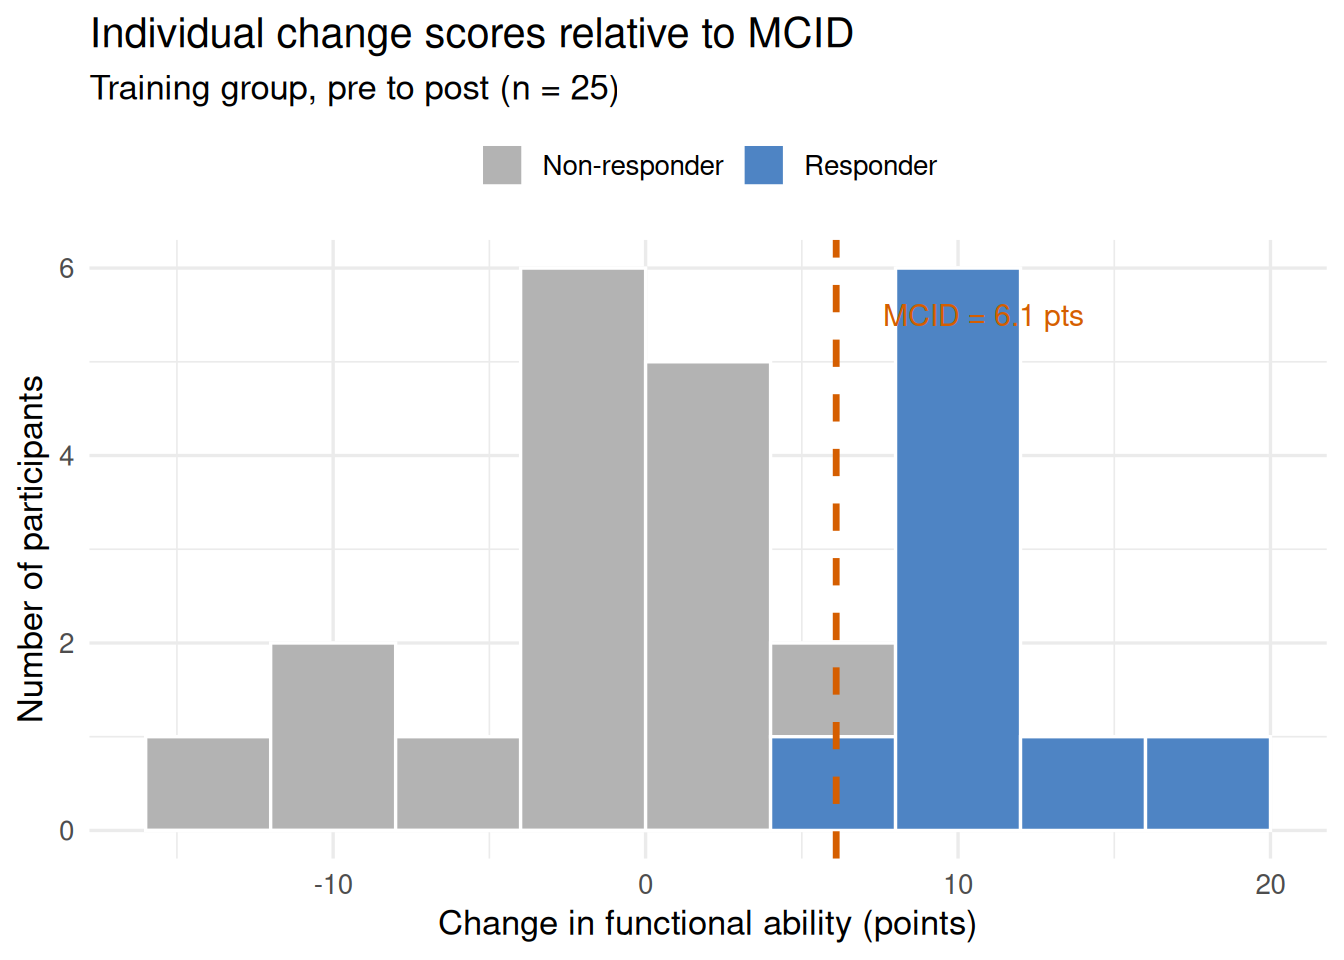 Individual change scores relative to MCID
Training group, pre to post (n = 25)
Non-responder
Responder
MCID = 6.1 pts
Number of participants
6
4
2
0
-10
0
10
20
Change in functional ability (points)